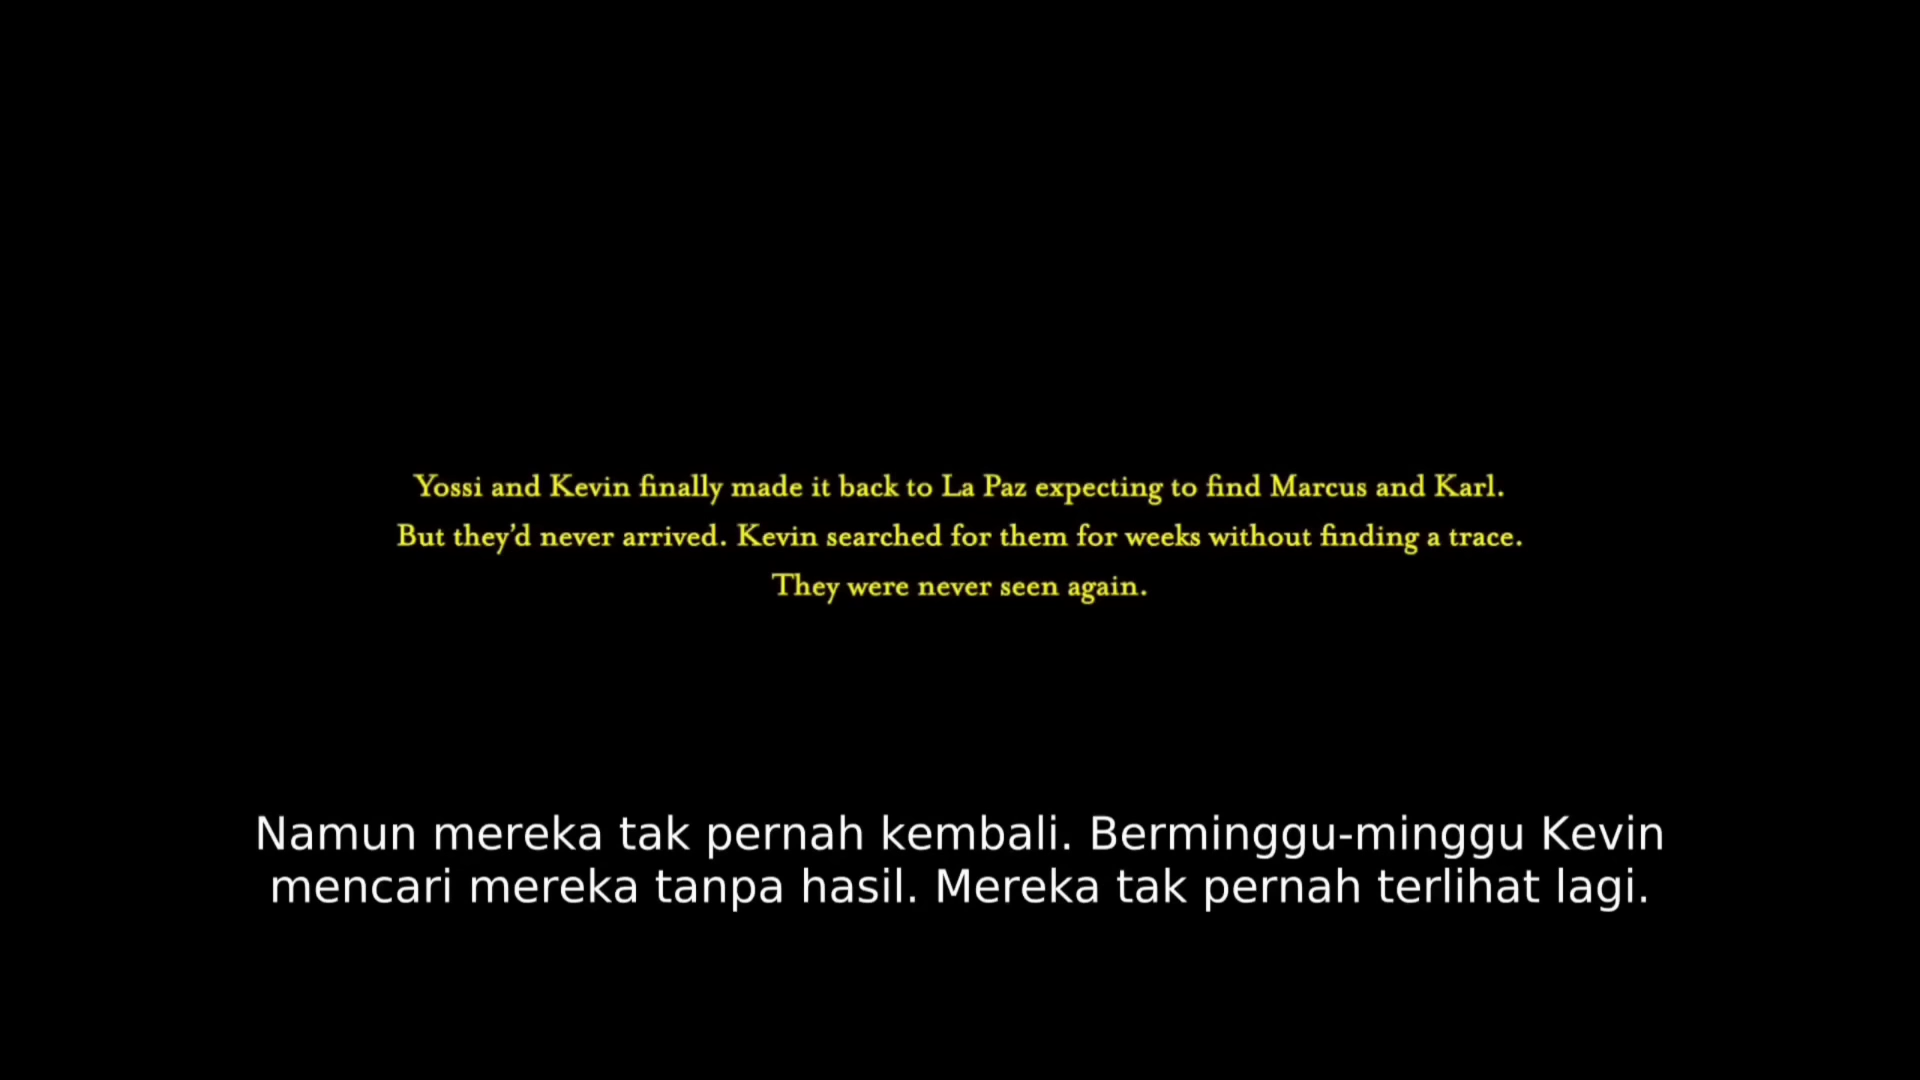 Yossi and Kevin finally made it back to La Paz expecting to find Marcus and Karl.
But they’d never arrived. Kevin searched for them for weeks without finding a trace.
They were never seen again.
Namun mereka tak pernah kembali. Berminggu-minggu Kevin
mencari mereka tanpa hasil. Mereka tak pernah terlihat lagi.